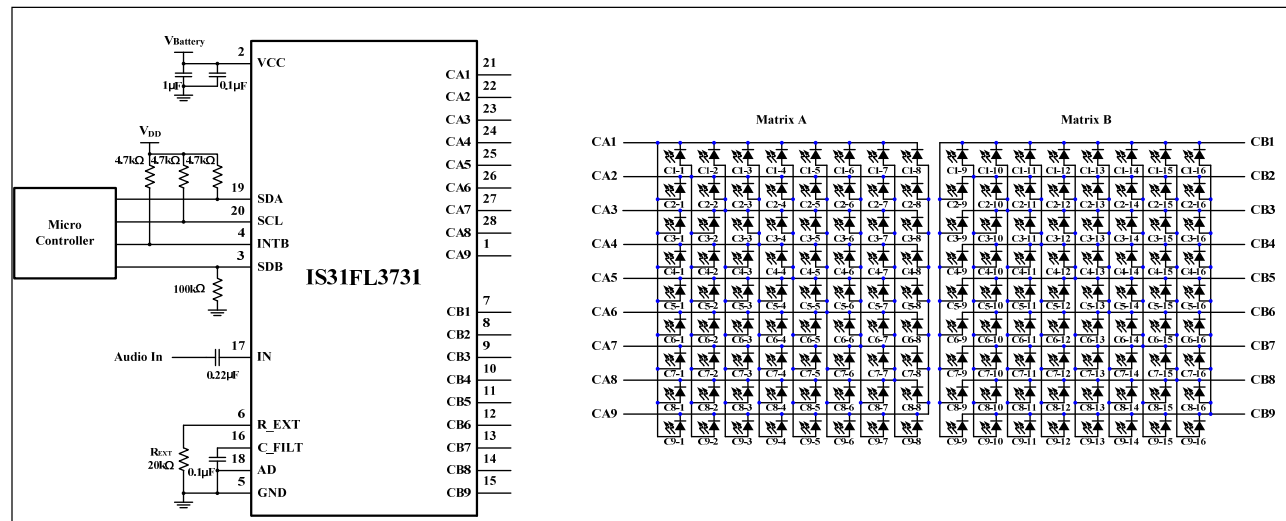 VBattery
2
VCC
1μF
0.1μF
VDD
4.7kΩ 4.7kΩ 4.7kΩ
Micro
Controller
19
SDA
20
SCL
4
INTB
3
SDB
100kΩ
IS31FL3731
Audio In
17
IN
0.22μF
6
R_EXT
16
C_FILT
REXT
20kΩ
0.1μF
18
AD
5
GND
21
CA1
22
CA2
23
CA3
24
CA4
25
CA5
26
CA6
27
CA7
28
CA8
1
CA9
7
CB1
8
CB2
9
CB3
10
CB4
11
CB5
12
CB6
13
CB7
14
CB8
15
CB9
Matrix A
Matrix B
CA1
CB1
C1-1 C1-2 C1-3 C1-4 C1-5 C1-6 C1-7 C1-8 C1-9 C1-10 C1-11 C1-12 C1-13 C1-14 C1-15 C1-16
CA2
CB2
C2-1 C2-2 C2-3 C2-4 C2-5 C2-6 C2-7 C2-8 C2-9 C2-10 C2-11 C2-12 C2-13 C2-14 C2-15 C2-16
CA3
CB3
C3-1 C3-2 C3-3 C3-4 C3-5 C3-6 C3-7 C3-8 C3-9 C3-10 C3-11 C3-12 C3-13 C3-14 C3-15 C3-16
CA4
CB4
C4-1 C4-2 C4-3 C4-4 C4-5 C4-6 C4-7 C4-8 C4-9 C4-10 C4-11 C4-12 C4-13 C4-14 C4-15 C4-16
CA5
CB5
C5-1 C5-2 C5-3 C5-4 C5-5 C5-6 C5-7 C5-8 C5-9 C5-10 C5-11 C5-12 C5-13 C5-14 C5-15 C5-16
CA6
CB6
C6-1 C6-2 C6-3 C6-4 C6-5 C6-6 C6-7 C6-8 C6-9 C6-10 C6-11 C6-12 C6-13 C6-14 C6-15 C6-16
CA7
CB7
C7-1 C7-2 C7-3 C7-4 C7-5 C7-6 C7-7 C7-8 C7-9 C7-10 C7-11 C7-12 C7-13 C7-14 C7-15 C7-16
CA8
CB8
C8-1 C8-2 C8-3 C8-4 C8-5 C8-6 C8-7 C8-8 C8-9 C8-10 C8-11 C8-12 C8-13 C8-14 C8-15 C8-16
CA9
CB9
C9-1 C9-2 C9-3 C9-4 C9-5 C9-6 C9-7 C9-8 C9-9 C9-10 C9-11 C9-12 C9-13 C9-14 C9-15 C9-16